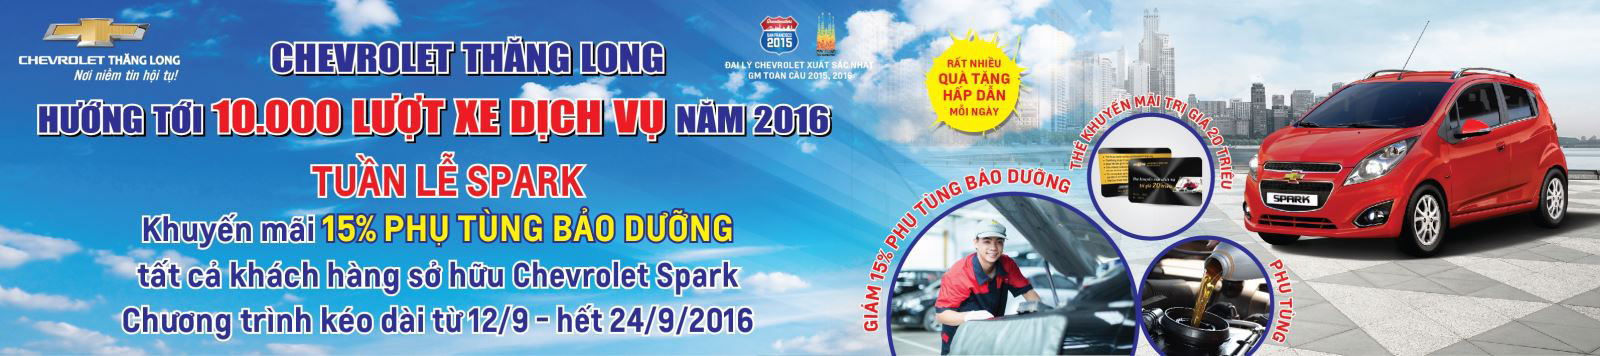 CHEVROLET THĂNG LONG
Nơi niềm tin hội tụ!
CHEVROLET THĂNG LONG
HƯỚNG TỚI 10.000 LƯỢT XE DỊCH VỤ NĂM 2016
TUẦN LỄ SPARK
Khuyến mãi 15% PHỤ TÙNG BẢO DƯỠNG
tất cả khách hàng sở hữu Chevrolet Spark
Chương trình kéo dài từ 12/9 - hết 24/9/2016
SAN FRANCISCO
2015
ĐẠI LÝ CHEVROLET XUẤT SẮC NHẤT
GM TOÀN CẦU 2015, 2016
RẤT NHIỀU
QUÀ TẶNG
HẤP DẪN
MỖI NGÀY
THẺ KHUYẾN MÃI TRỊ GIÁ 20 TRIỆU
GIẢM 15% PHỤ TÙNG BẢO DƯỠNG
PHỤ TÙNG
SPARK